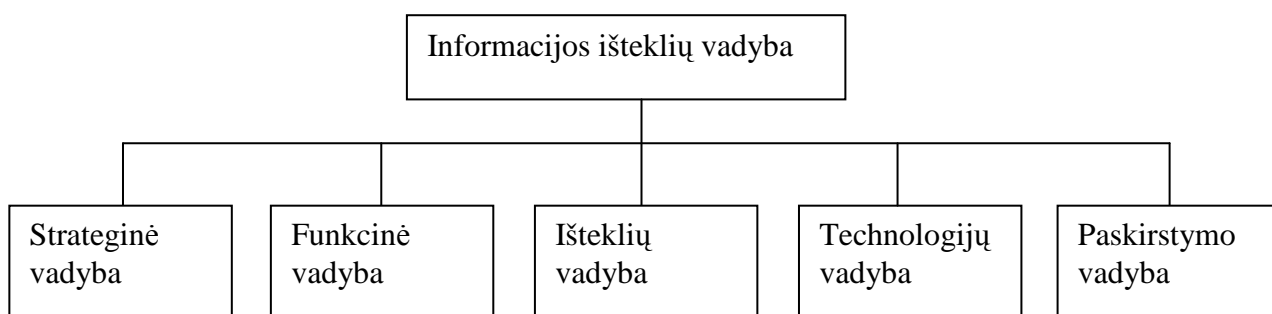 Informacijos išteklių vadyba
Strateginė
vadyba
Funkcinė
vadyba
Išteklių
vadyba
Technologijų
vadyba
Paskirstymo
vadyba